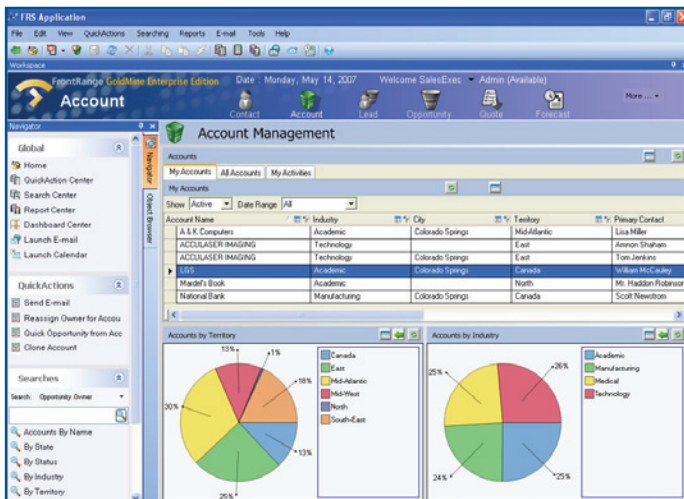 FRS Application
File Edit View QuickActions Searching Reports E-mail Tools Help
Workspace
FrontRange GoldMine Enterprise Edition Date : Monday, May 14, 2007 Welcome SalesExec Admin (Available)
Account
Contact Account Lead Opportunity Quote Forecast
More ...
Navigator
Global
Home
QuickAction Center
Search Center
Report Center
Dashboard Center
Launch E-mail
Launch Calendar
QuickActions
Send E-mail
Reassign Owner for Accou
Quick Opportunity from Acc
Clone Account
Searches
Search: Opportunity.Owner
Accounts By Name
By State
By Status
By Industry
By Territory
Navigator
Object Browser
Account Management
Accounts
My Accounts All Accounts My Activities
My Accounts
Show Active Date Range All
Account Name Industry City Territory Primary Contact
A & K Computers Academic Colorado Springs Mid-Atlantic Lisa Miller
ACCULASER IMAGING Technology East Amnon Shaham
ACCULASER IMAGING Technology Colorado Springs East Tom Jenkins
LGS Academic Colorado Springs Canada William McCauley
Mardel's Book Academic North Mr. Haddon Robinson
National Bank Manufacturing Colorado Springs Canada Scott Newstrom
Accounts by Territory
13%
1%
18%
13%
25%
30%
Canada
East
Mid-Atlantic
Mid-West
North
South-East
Accounts by Industry
25%
26%
24%
25%
Academic
Manufacturing
Medical
Technology